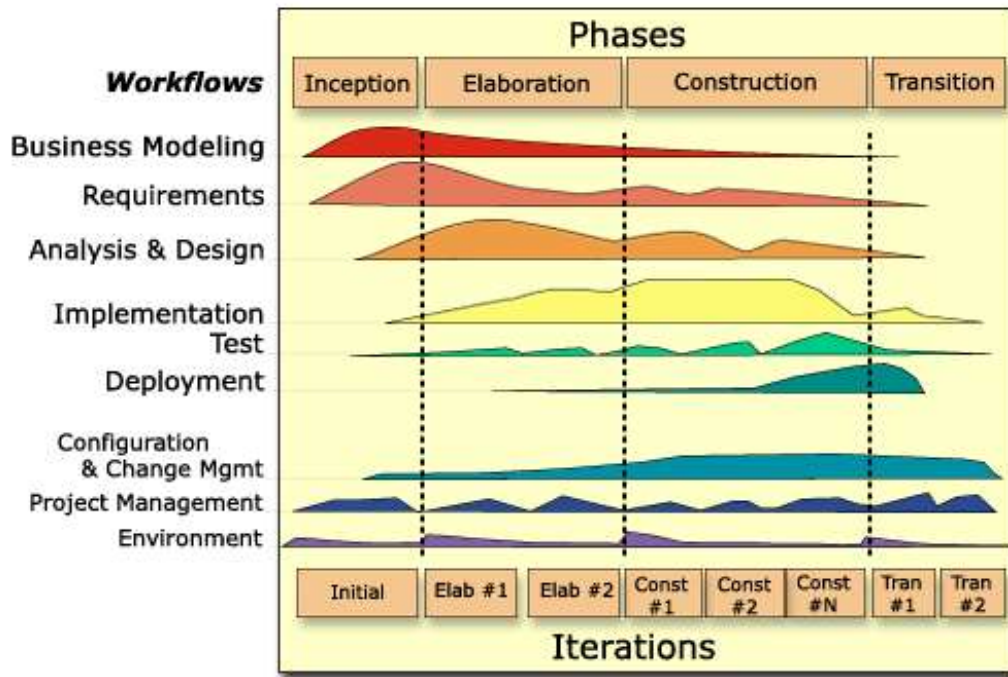 Phases
Workflows Inception Elaboration Construction Transition
Business Modeling
Requirements
Analysis & Design
Implementation
Test
Deployment
Configuration
& Change Mgmt
Project Management
Environment
Initial Elab #1 Elab #2 Const #1 Const #2 Const #N Tran #1 Tran #2
Iterations